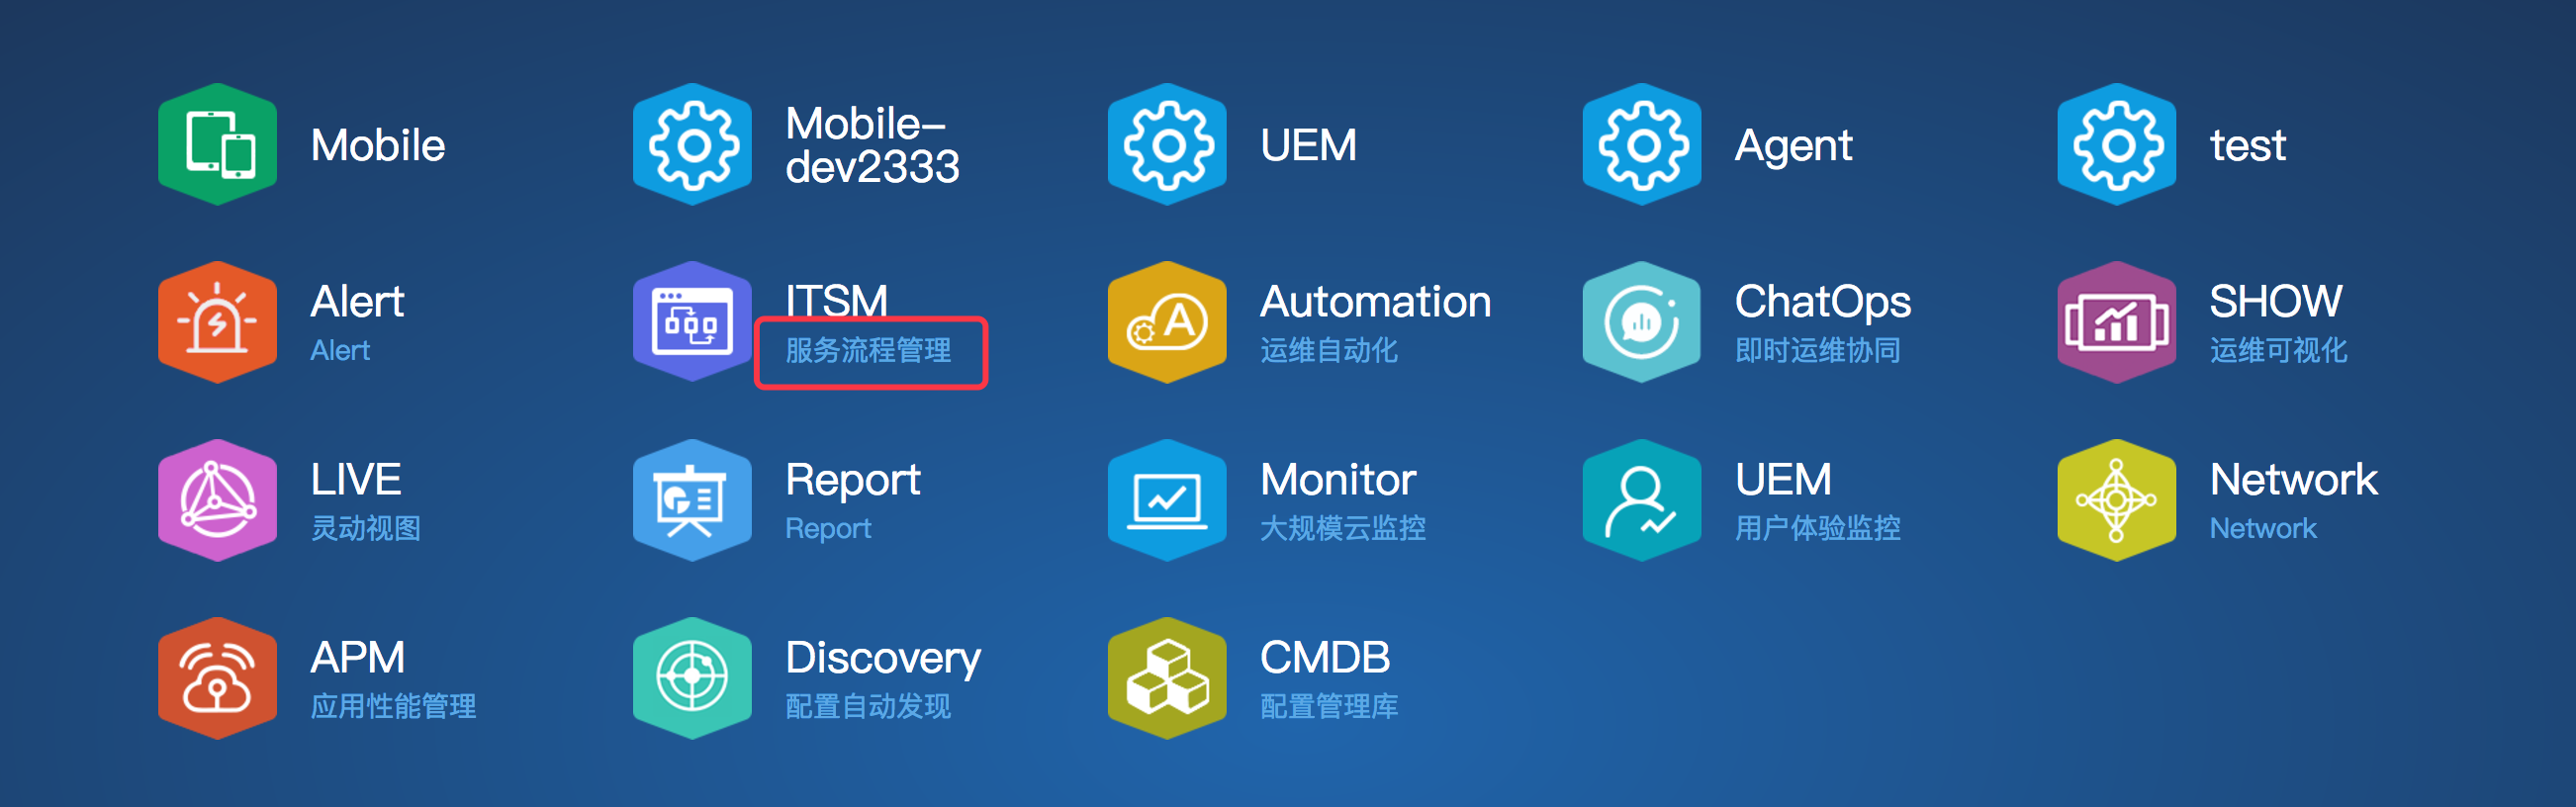 Mobile
Mobile-
dev2333
UEM
Agent
test
Alert
Alert
ITSM
服务流程管理
Automation
运维自动化
ChatOps
即时运维协同
SHOW
运维可视化
LIVE
灵动视图
Report
Report
Monitor
大规模云监控
UEM
用户体验监控
Network
Network
APM
应用性能管理
Discovery
配置自动发现
CMDB
配置管理库